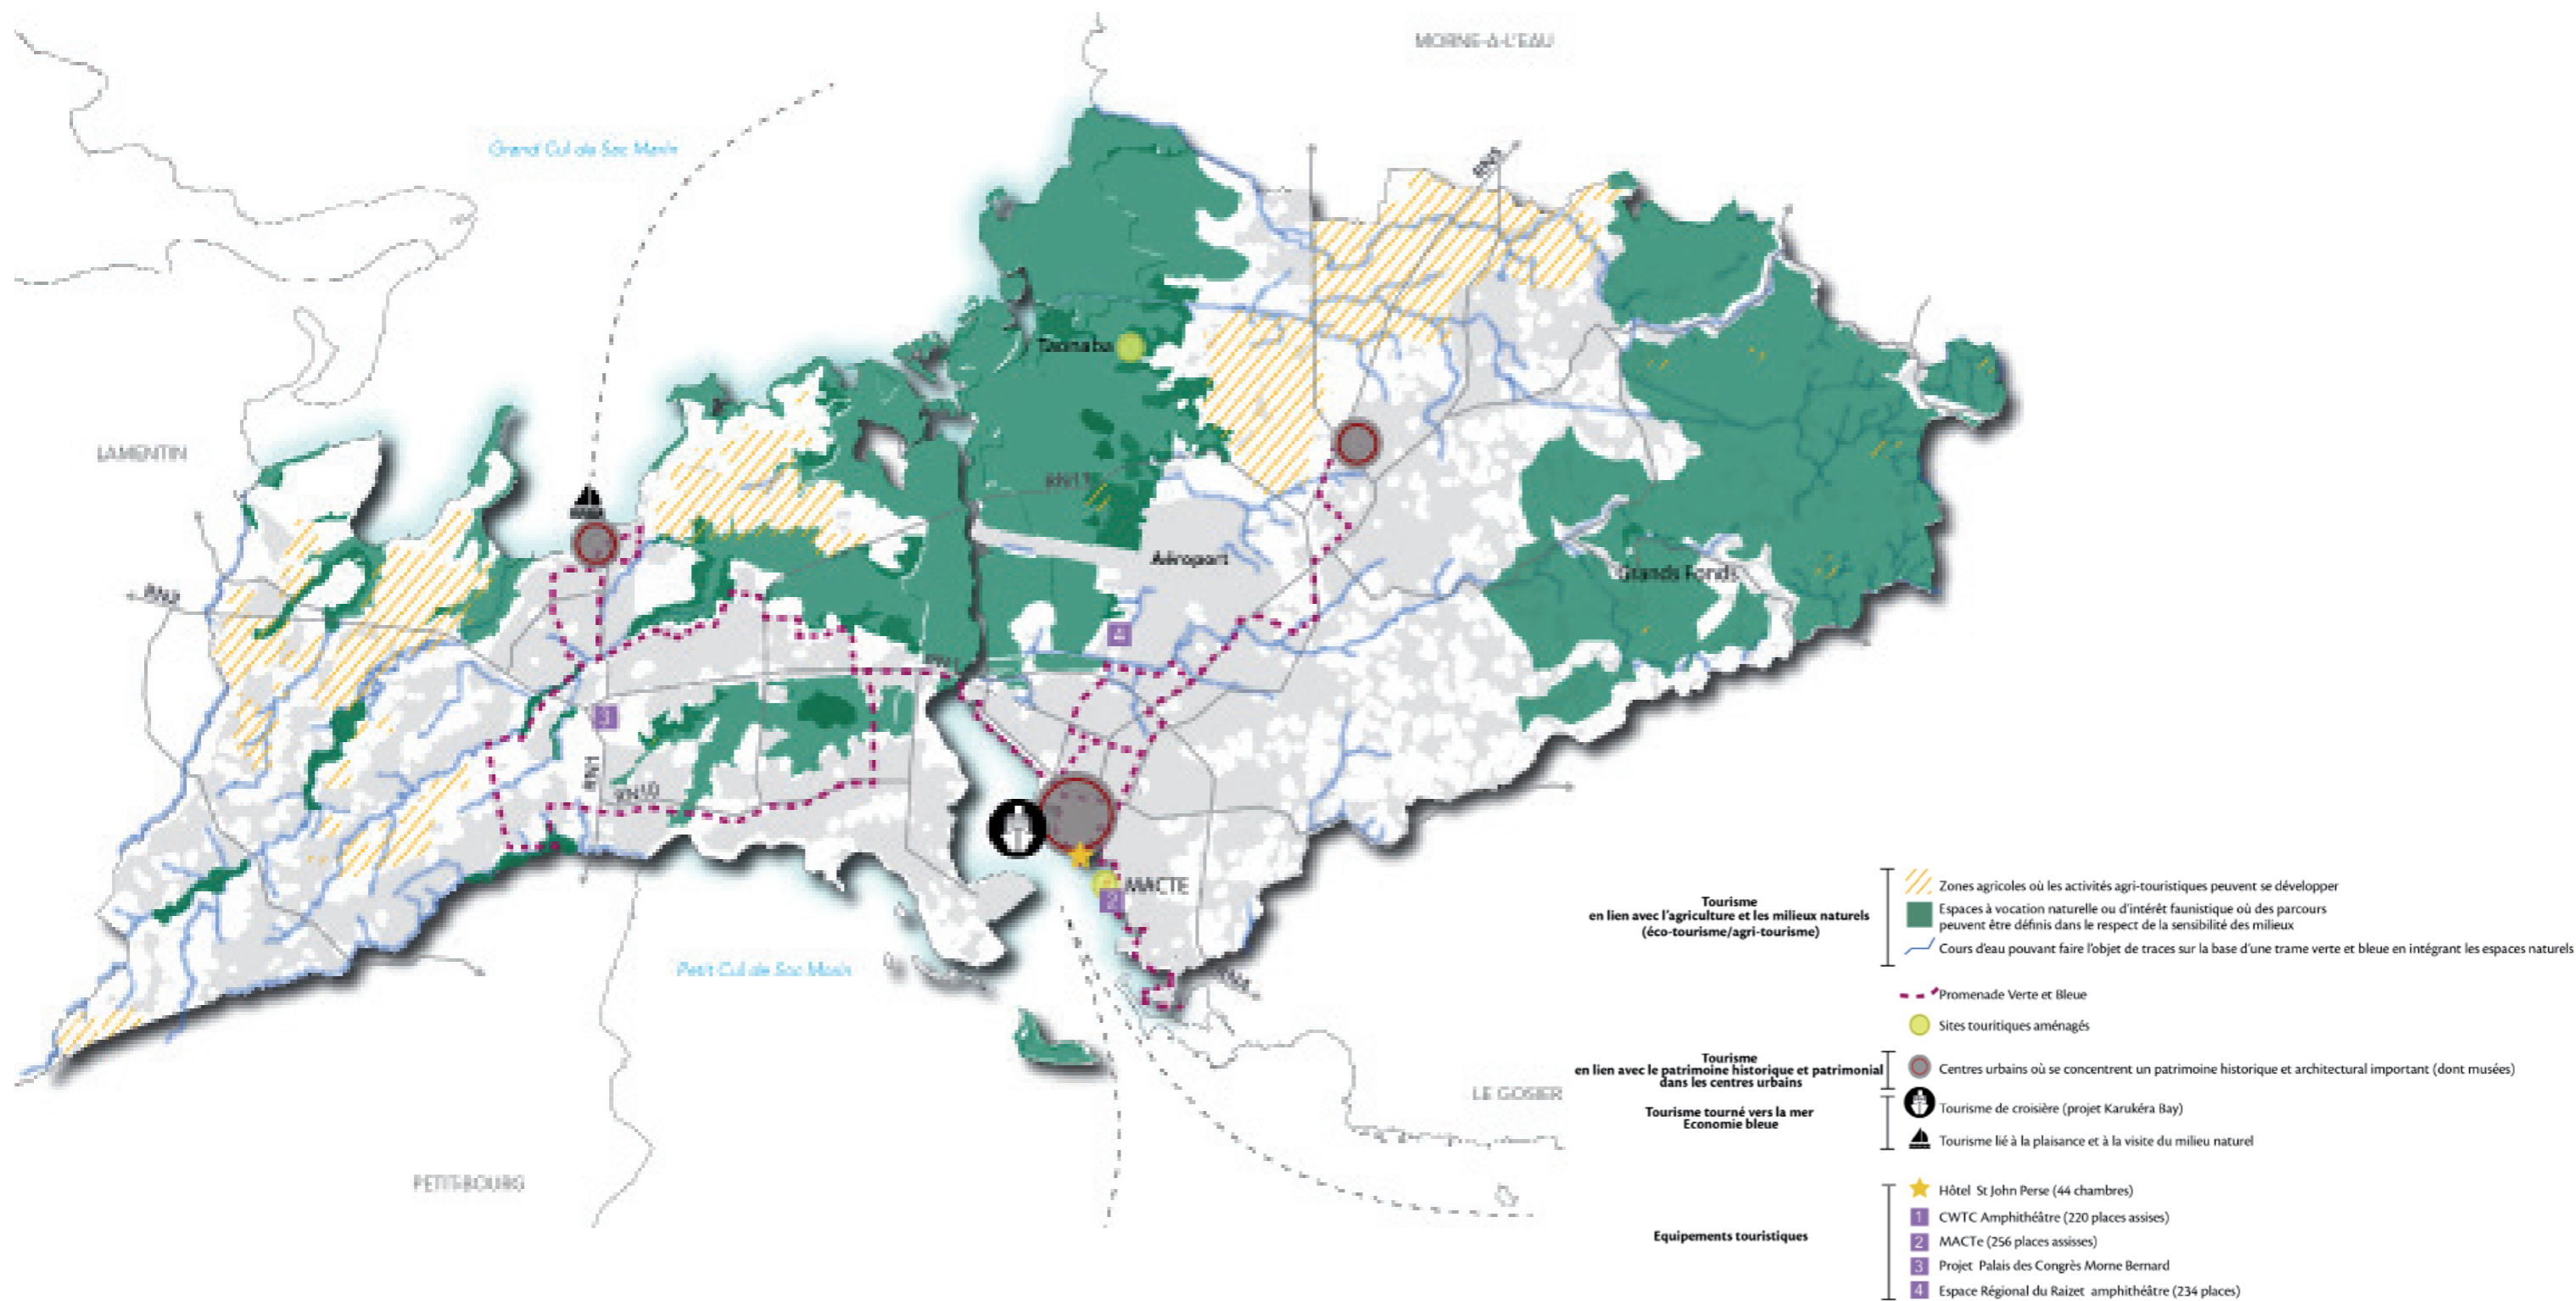 MORNE-A-L'EAU
Grand Cul de Sac Marin
RN5
Taonaba
LAMENTIN
RN11
Aéroport
Grands Fonds
RN2
4
RN1
3
RN1
RN10
MACTE
2
Petit Cul de Sac Marin
RN4
LE GOSIER
PETIT-BOURG
Tourisme
en lien avec l'agriculture et les milieux naturels
(éco-tourisme/agri-tourisme)
Zones agricoles où les activités agri-touristiques peuvent se développer
Espaces à vocation naturelle ou d'intérêt faunistique où des parcours
peuvent être définis dans le respect de la sensibilité des milieux
Cours d'eau pouvant faire l'objet de traces sur la base d'une trame verte et bleue en intégrant les espaces naturels
Promenade Verte et Bleue
Sites touritiques aménagés
Tourisme
en lien avec le patrimoine historique et patrimonial
dans les centres urbains
Centres urbains où se concentrent un patrimoine historique et architectural important (dont musées)
Tourisme tourné vers la mer
Economie bleue
Tourisme de croisière (projet Karukéra Bay)
Tourisme lié à la plaisance et à la visite du milieu naturel
Equipements touristiques
Hôtel St John Perse (44 chambres)
1 CWTC Amphithéâtre (220 places assises)
2 MACTe (256 places assisses)
3 Projet Palais des Congrès Morne Bernard
4 Espace Régional du Raizet amphithéâtre (234 places)